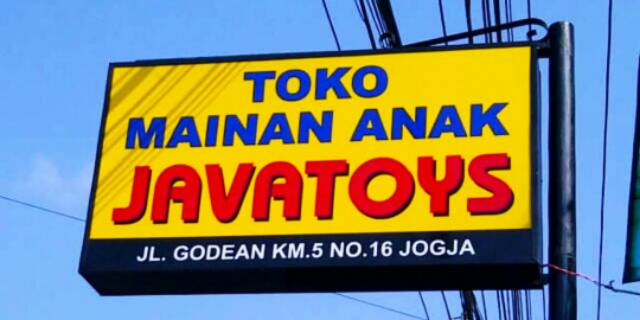 TOKO
MAINAN ANAK
JAVATOYS
JL. GODEAN KM.5 NO.16 JOGJA